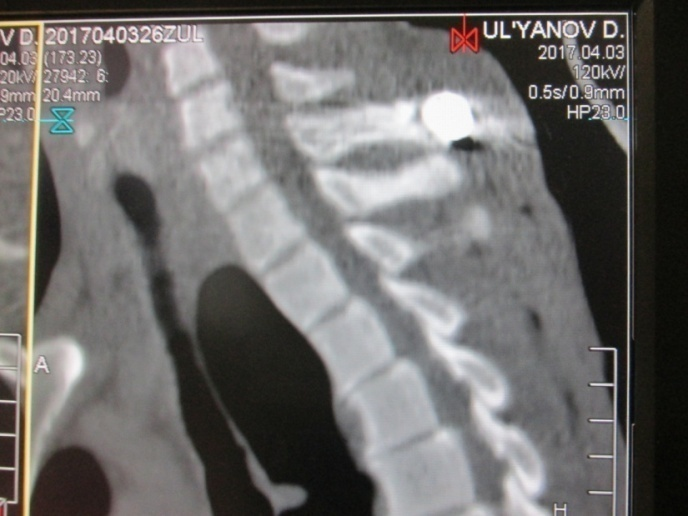 V D. 2017040326ZUL
04.03 (173 23)
20kV/ 27942: 6:
9mm 20.4mm
P23.0
UL'YANOV D.
2017.04.03
120kV/
0.5s/0.9mm
HP23.0
A
H